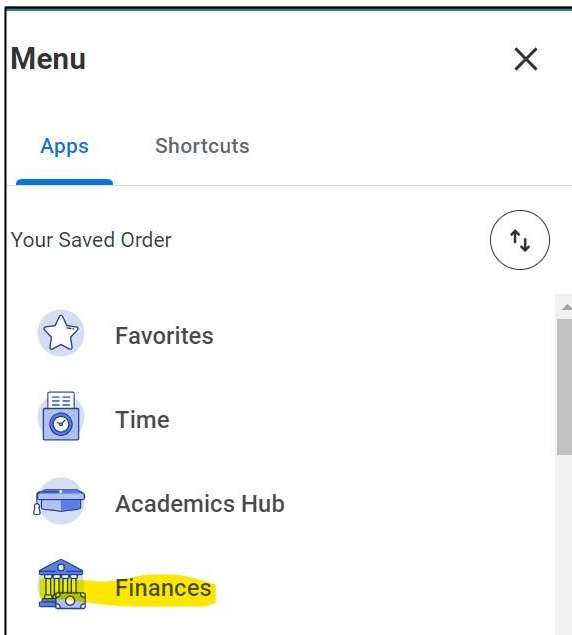 Menu
Apps Shortcuts
Your Saved Order
Favorites
Time
Academics Hub
Finances